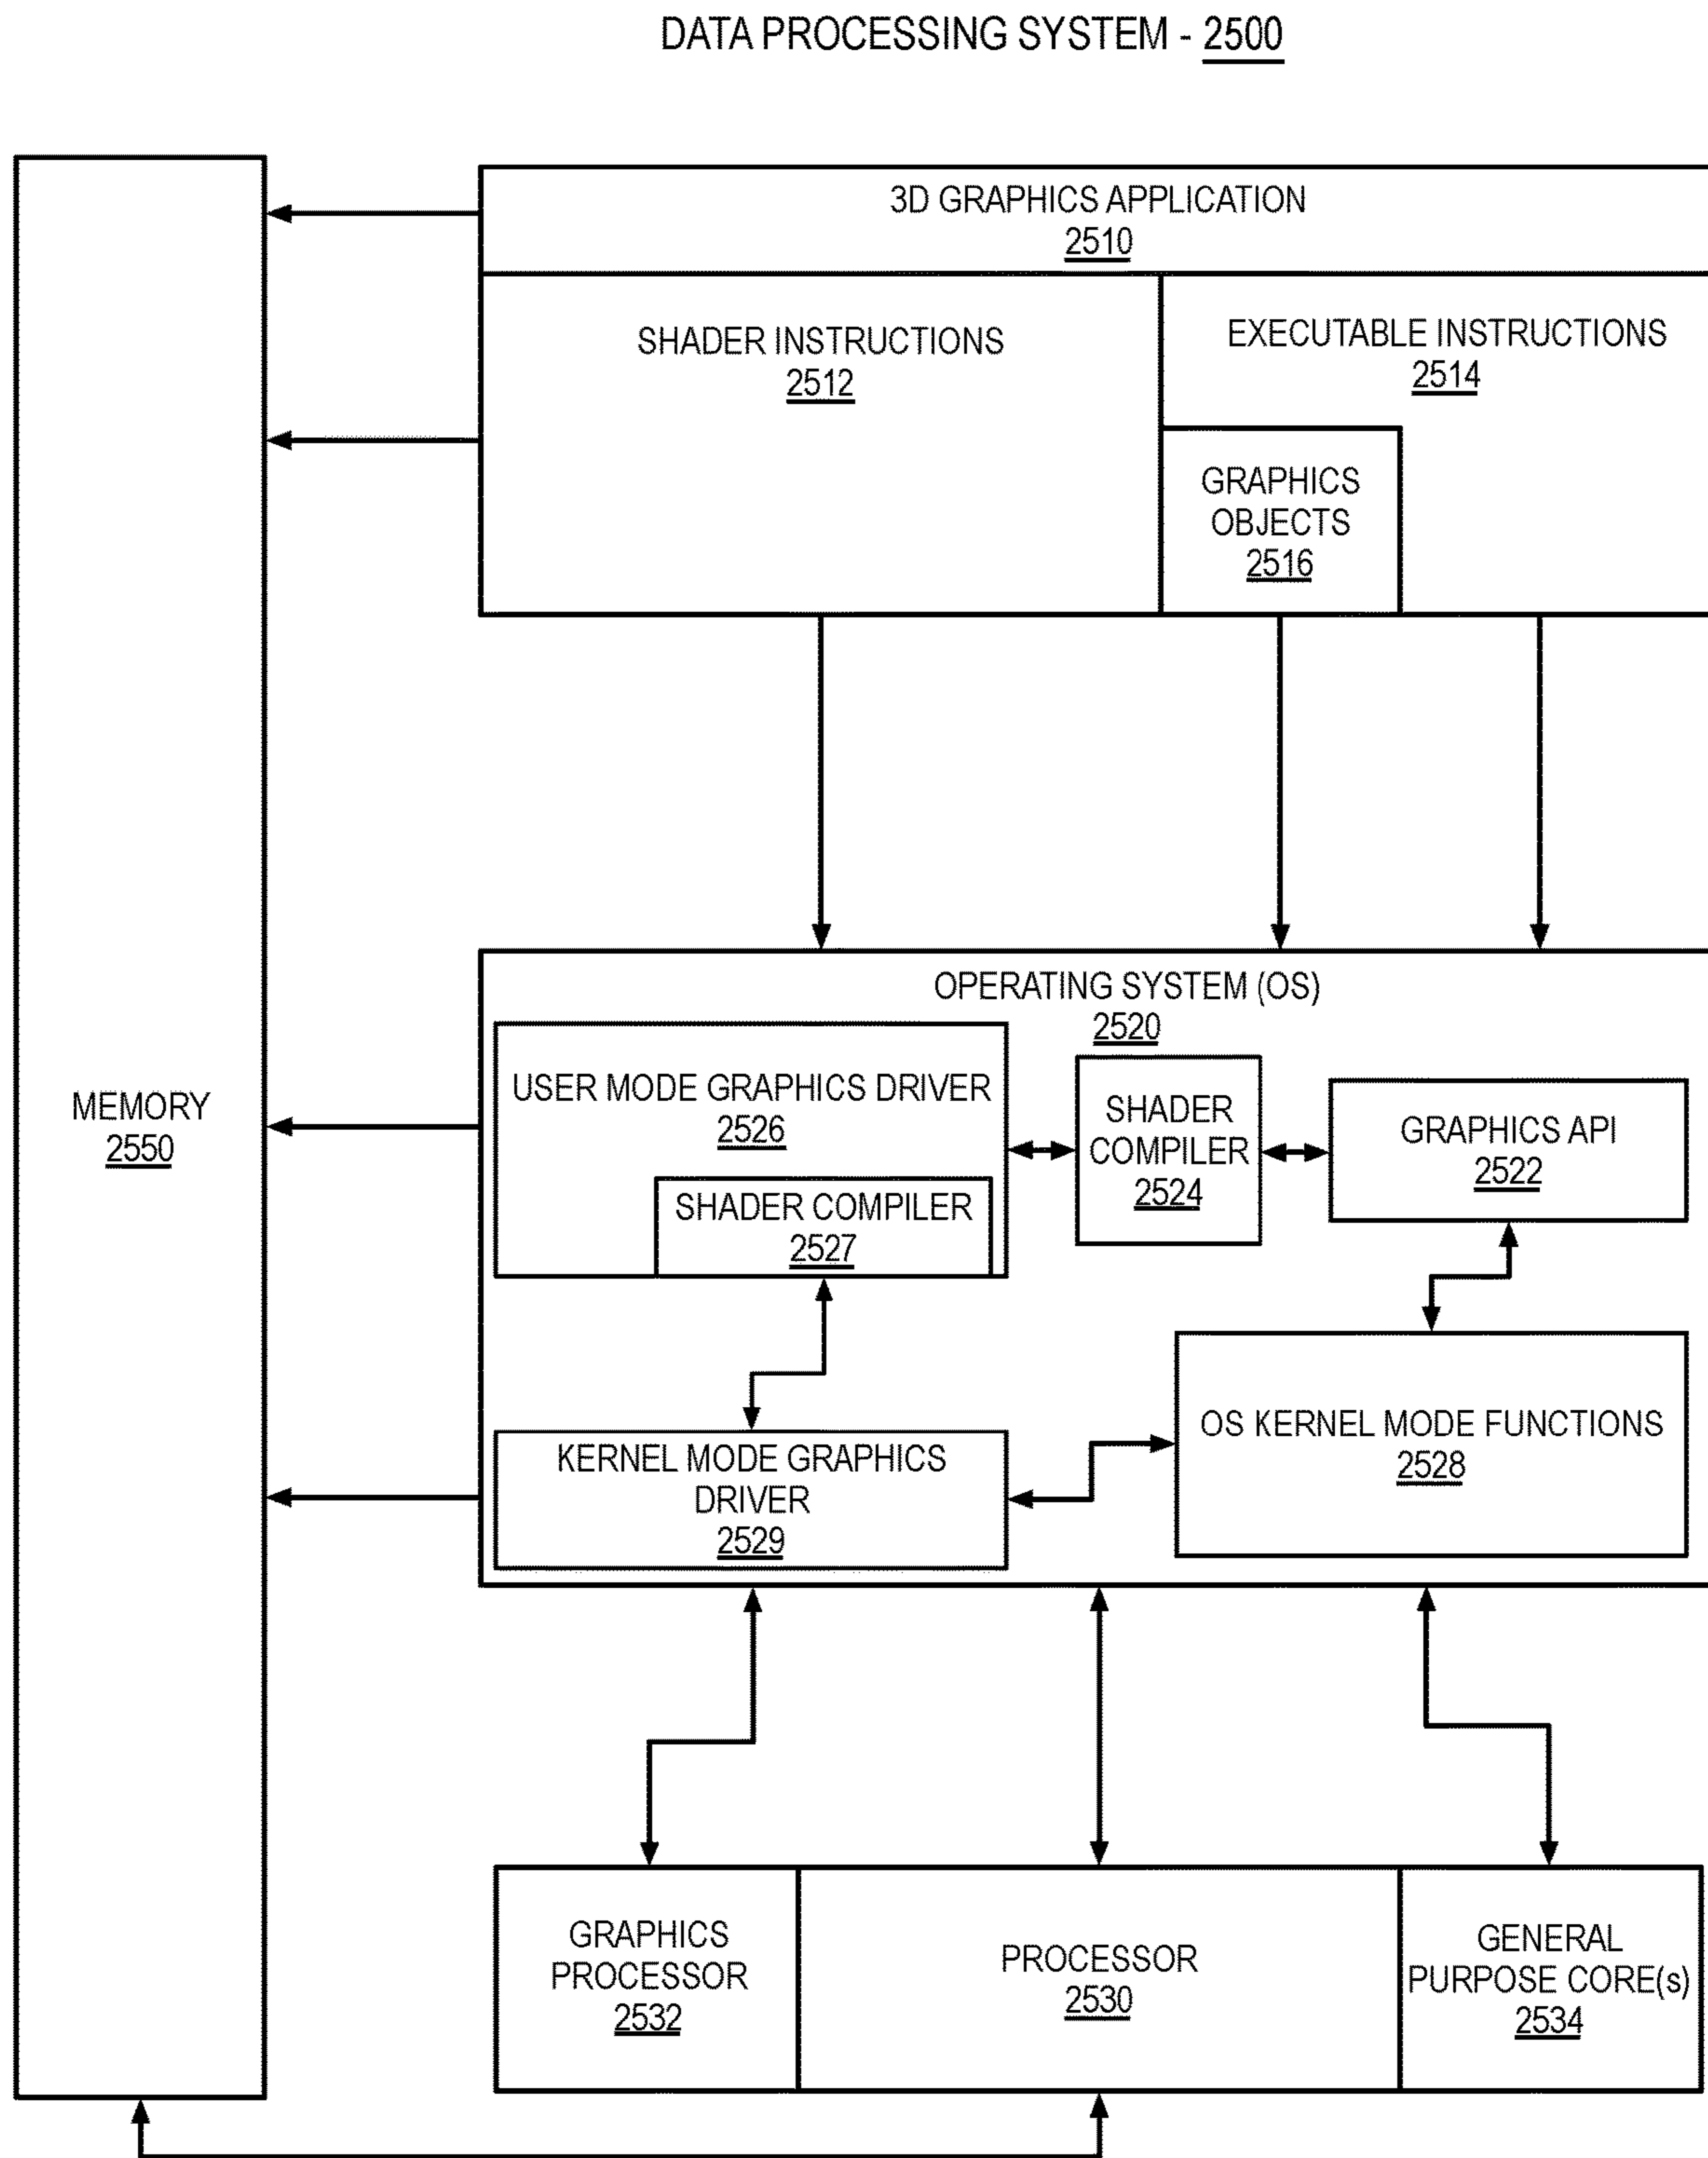 DATA PROCESSING SYSTEM - 2500
3D GRAPHICS APPLICATION
2510
SHADER INSTRUCTIONS
2512
EXECUTABLE INSTRUCTIONS
2514
GRAPHICS
OBJECTS
2516
MEMORY
2550
OPERATING SYSTEM (OS)
2520
USER MODE GRAPHICS DRIVER
2526
SHADER COMPILER
2527
SHADER
COMPILER
2524
GRAPHICS API
2522
KERNEL MODE GRAPHICS
DRIVER
2529
OS KERNEL MODE FUNCTIONS
2528
GRAPHICS
PROCESSOR
2532
PROCESSOR
2530
GENERAL
PURPOSE CORE(s)
2534